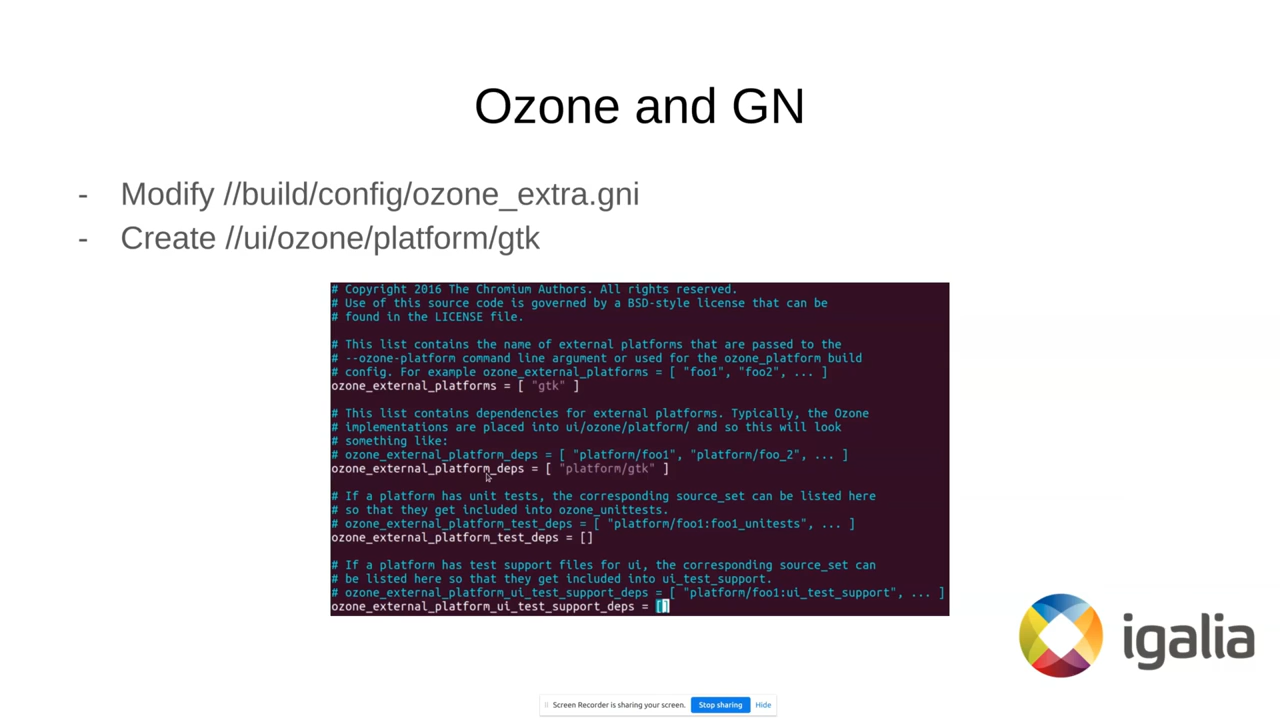 Ozone and GN
- Modify //build/config/ozone_extra.gni
- Create //ui/ozone/platform/gtk
# Copyright 2016 The Chromium Authors. All rights reserved.
# Use of this source code is governed by a BSD-style license that can be
# found in the LICENSE file.
# This list contains the name of external platforms that are passed to the
# --ozone-platform command line argument or used for the ozone_platform build
# config. For example ozone_external_platforms = [ "foo1", "foo2", ... ]
ozone_external_platforms = [ "gtk" ]
# This list contains dependencies for external platforms. Typically, the Ozone
# implementations are placed into ui/ozone/platform/ and so this will look
# something like:
# ozone_external_platform_deps = [ "platform/foo1", "platform/foo_2", ... ]
ozone_external_platform_deps = [ "platform/gtk" ]
# If a platform has unit tests, the corresponding source_set can be listed here
# so that they get included into ozone_unittests.
# ozone_external_platform_test_deps = [ "platform/foo1:foo1_unitests", ... ]
ozone_external_platform_test_deps = []
# If a platform has test support files for ui, the corresponding source_set can
# be listed here so that they get included into ui_test_support.
# ozone_external_platform_ui_test_support_deps = [ "platform/foo1:ui_test_support", ... ]
ozone_external_platform_ui_test_support_deps = []
igalia
Screen Recorder is sharing your screen. Stop sharing Hide